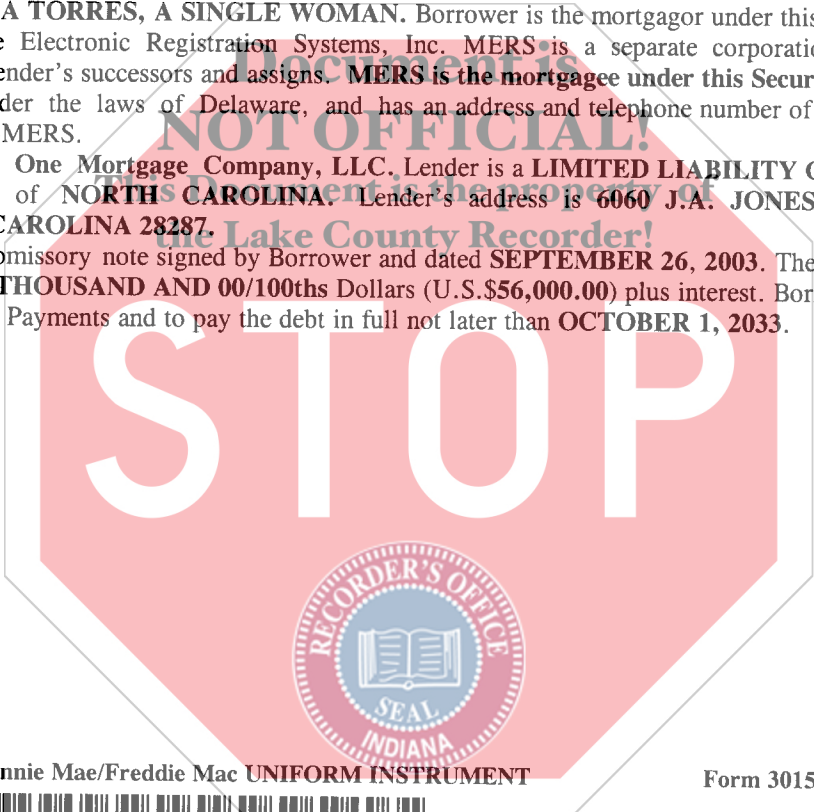 A TORRES, A SINGLE WOMAN. Borrower is the mortgagor under this
Electronic Registration Systems, Inc. MERS is a separate corporatio
ender's successors and assigns. MERS is the mortgagee under this Secur
der the laws of Delaware, and has an address and telephone number of
MERS.
One Mortgage Company, LLC. Lender is a LIMITED LIABILITY C
of NORTH CAROLINA. Lender's address is 6060 J.A. JONES
CAROLINA 28287.
omissory note signed by Borrower and dated SEPTEMBER 26, 2003. The
THOUSAND AND 00/100ths Dollars (U.S.$56,000.00) plus interest. Bor
Payments and to pay the debt in full not later than OCTOBER 1, 2033.
Document is
NOT OFFICIAL!
This Document is the property of
the Lake County Recorder!
STOP
RECORDER'S OFFICE
SEAL
INDIANA
nnie Mae/Freddie Mac UNIFORM INSTRUMENT
Form 3015